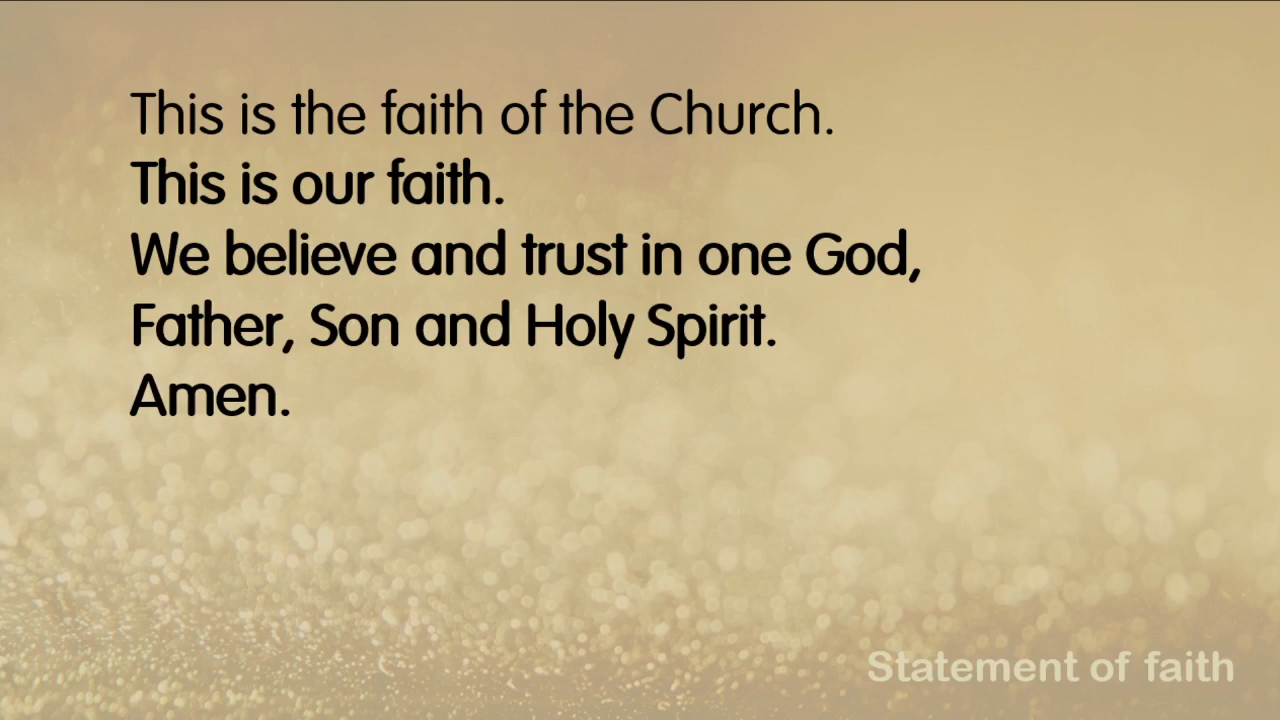 This is the faith of the Church.
This is our faith.
We believe and trust in one God,
Father, Son and Holy Spirit.
Amen.
Statement of faith